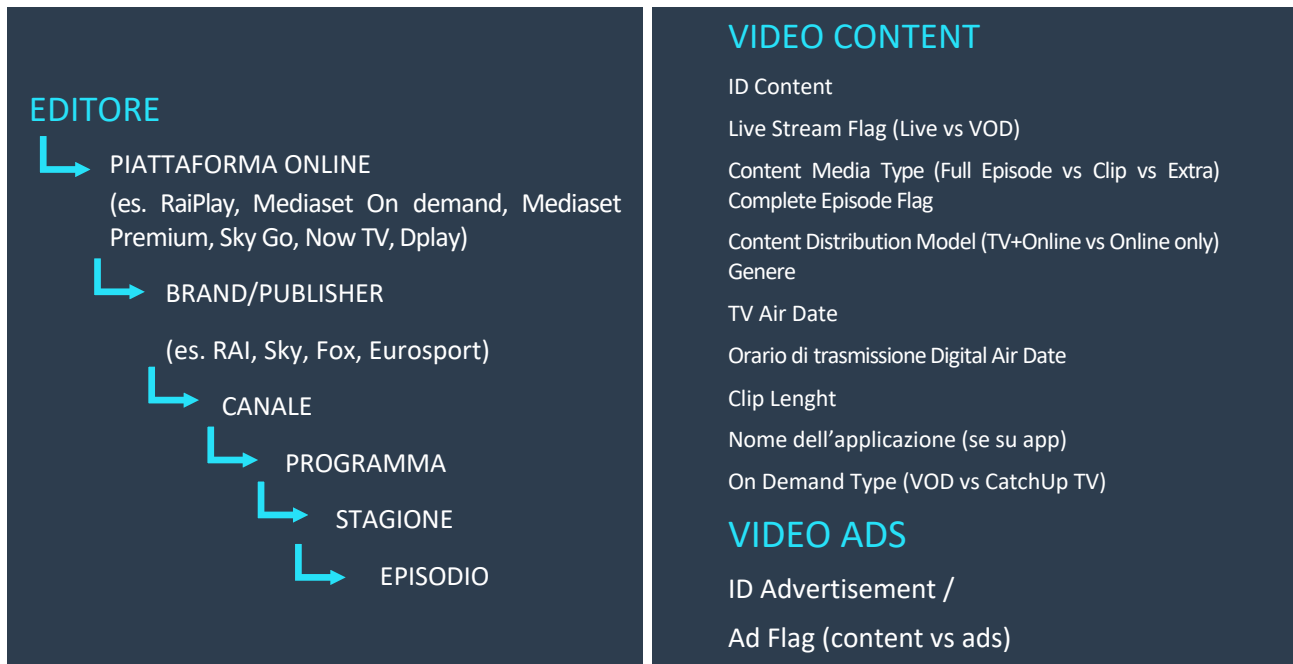 EDITORE
PIATTAFORMA ONLINE
(es. RaiPlay, Mediaset On demand, Mediaset
Premium, Sky Go, Now TV, Dplay)
BRAND/PUBLISHER
(es. RAI, Sky, Fox, Eurosport)
CANALE
PROGRAMMA
STAGIONE
EPISODIO
VIDEO CONTENT
ID Content
Live Stream Flag (Live vs VOD)
Content Media Type (Full Episode vs Clip vs Extra)
Complete Episode Flag
Content Distribution Model (TV+Online vs Online only)
Genere
TV Air Date
Orario di trasmissione Digital Air Date
Clip Lenght
Nome dell’applicazione (se su app)
On Demand Type (VOD vs CatchUp TV)
VIDEO ADS
ID Advertisement /
Ad Flag (content vs ads)